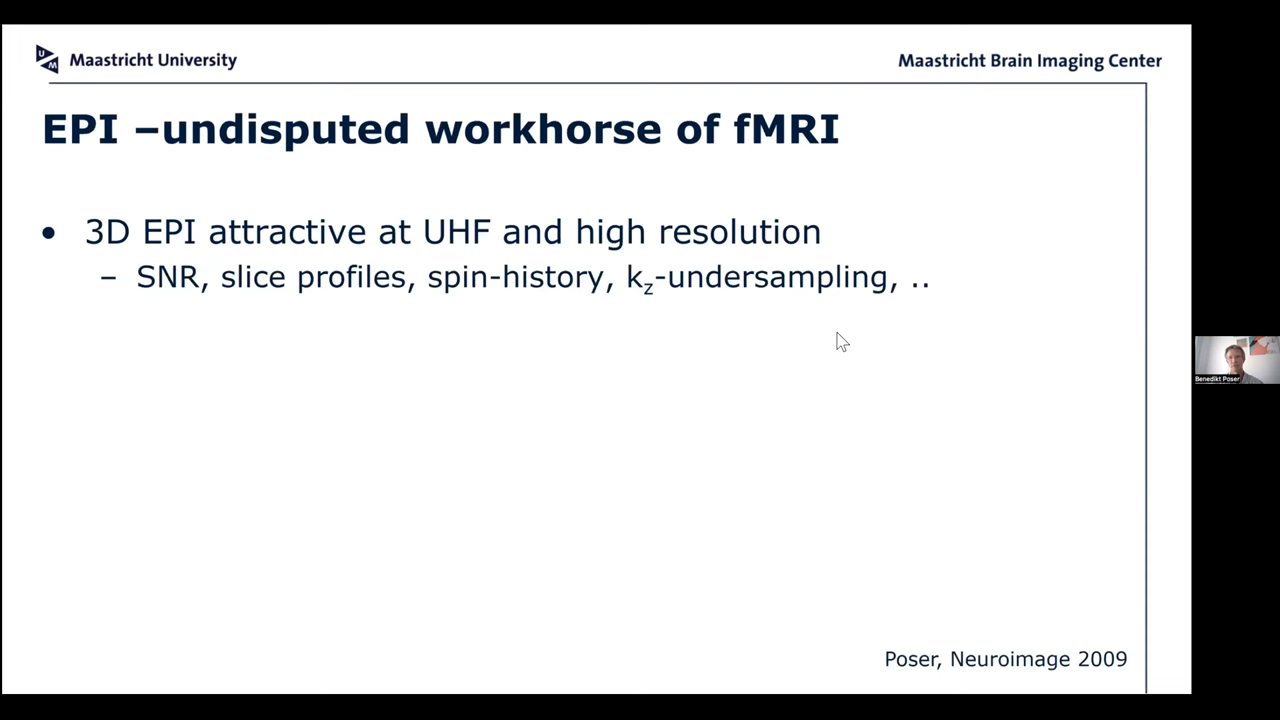 Maastricht University
Maastricht Brain Imaging Center
EPI –undisputed workhorse of fMRI
• 3D EPI attractive at UHF and high resolution
– SNR, slice profiles, spin-history, kz-undersampling, ..
Benedikt Poser
Poser, Neuroimage 2009